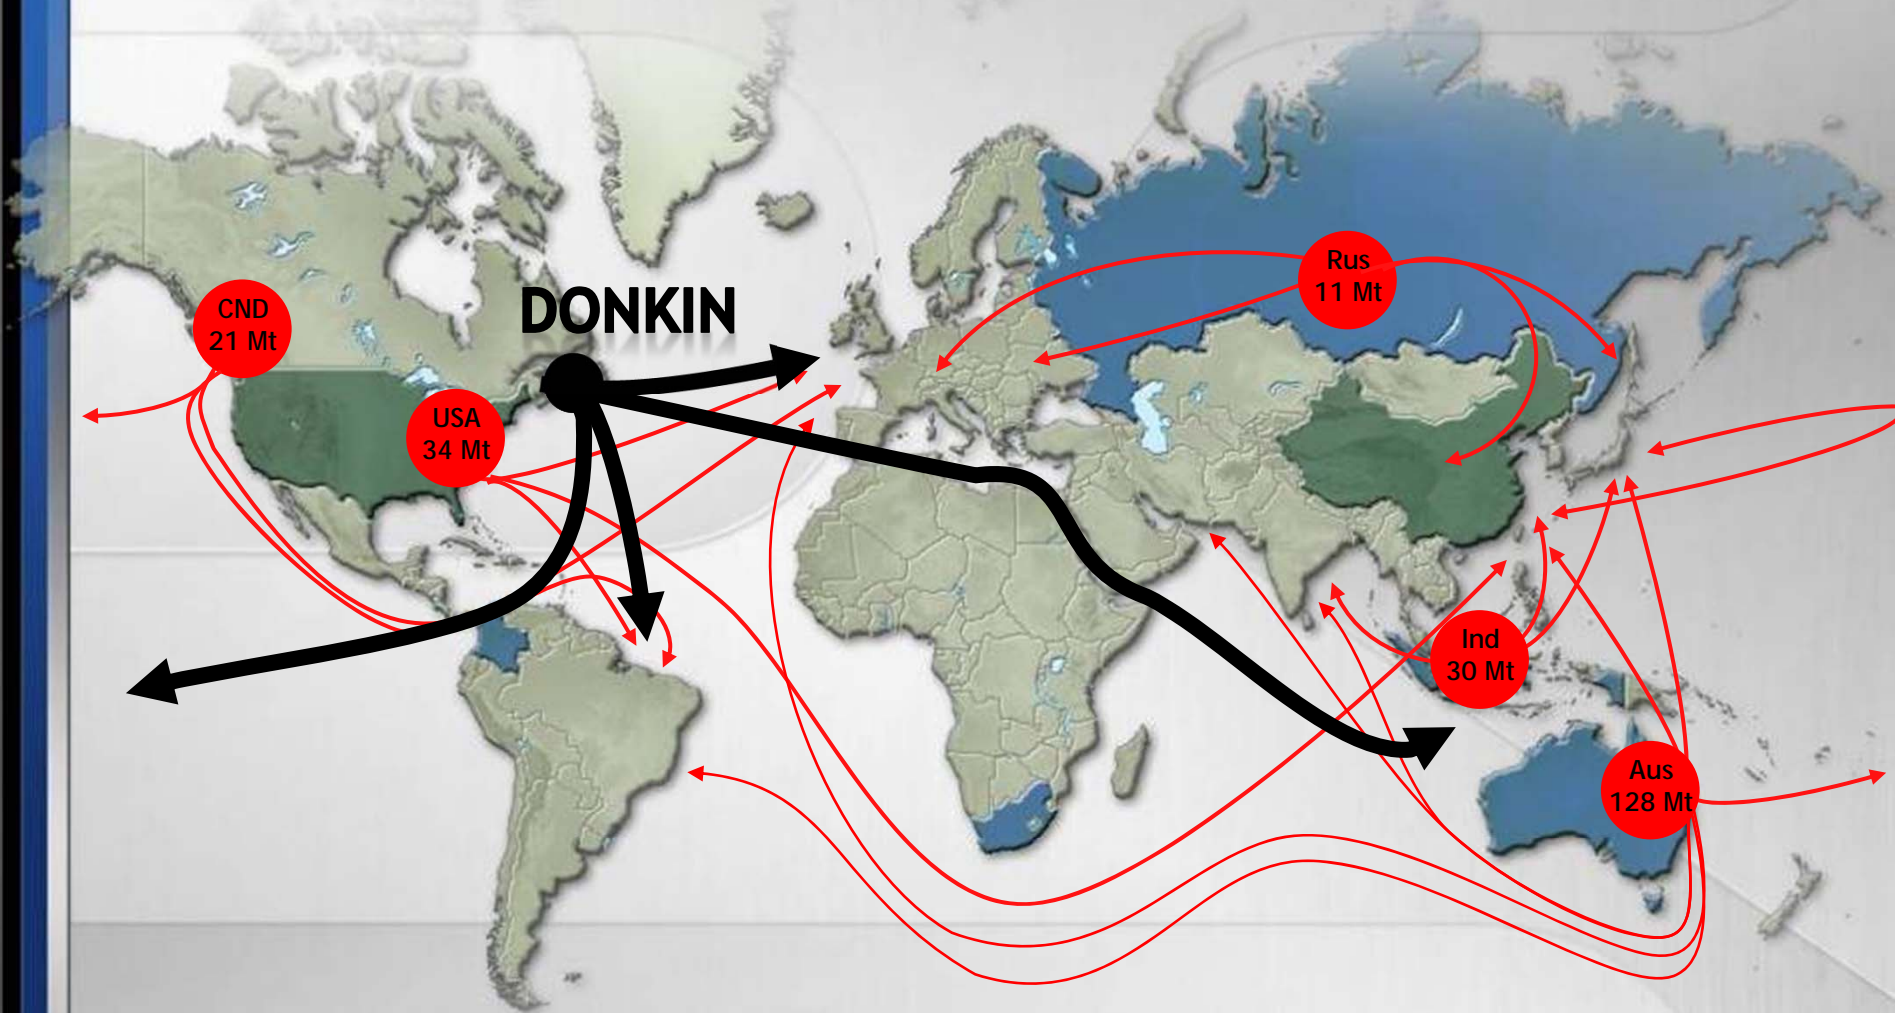 DONKIN
CND
21 Mt
USA
34 Mt
Rus
11 Mt
Ind
30 Mt
Aus
128 Mt